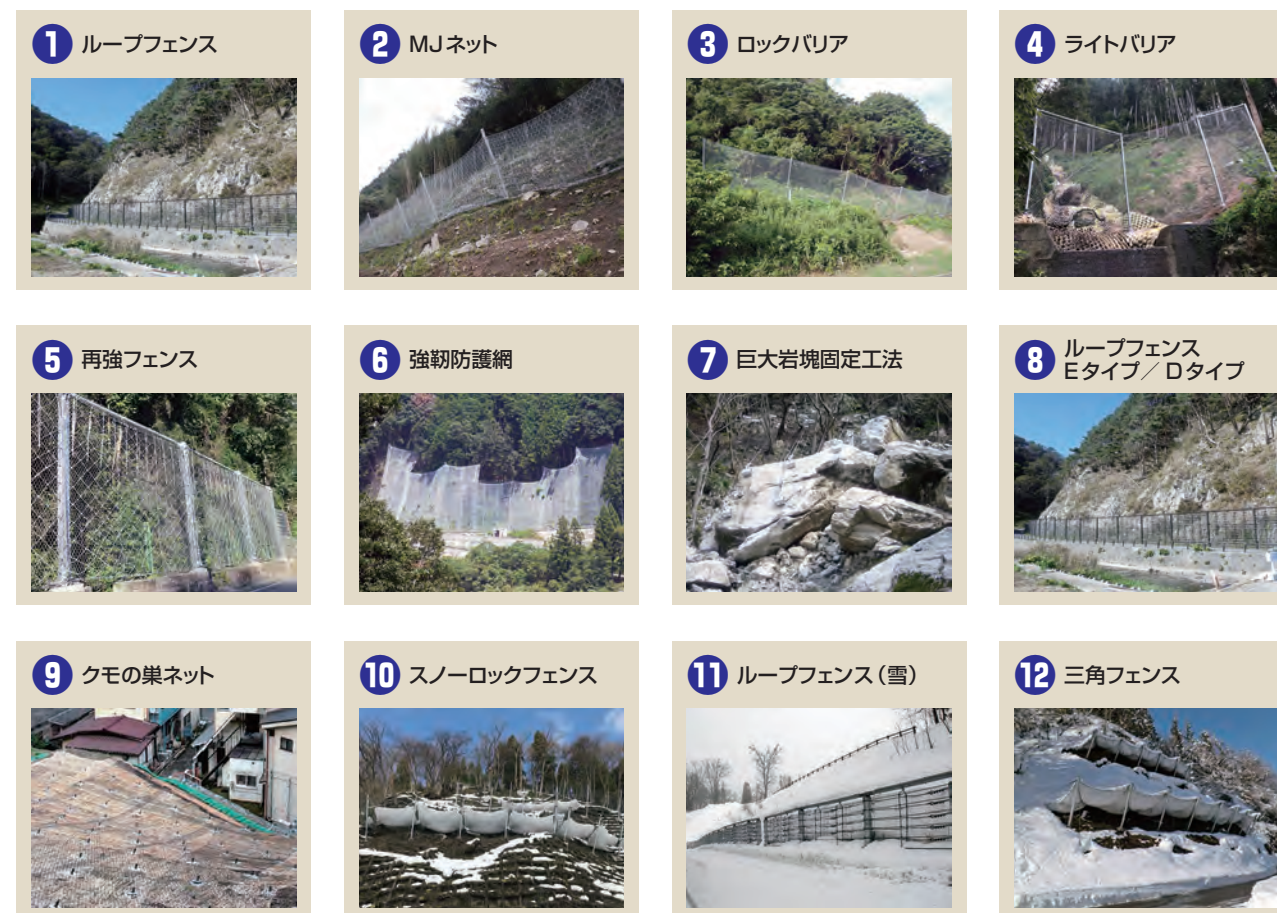 1 ループフェンス
2 MJネット
3 ロックバリア
4 ライトバリア
5 再強フェンス
6 強靭防護網
7 巨大岩塊固定工法
8 ループフェンス
Eタイプ／Dタイプ
9 クモの巣ネット
10 スノーロックフェンス
11 ループフェンス（雪）
12 三角フェンス